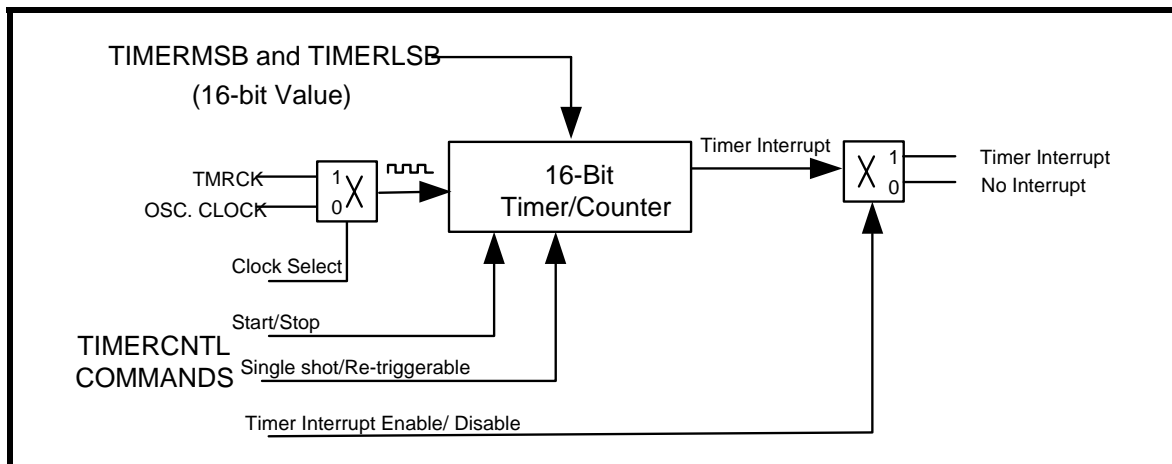 TIMERMSB and TIMERLSB
(16-bit Value)
Timer Interrupt
16-Bit
Timer/Counter
TMRCK
OSC. CLOCK
1
X
0
X
1
0
Timer Interrupt
No Interrupt
Clock Select
Start/Stop
TIMERCNTL
COMMANDS
Single shot/Re-triggerable
Timer Interrupt Enable/ Disable